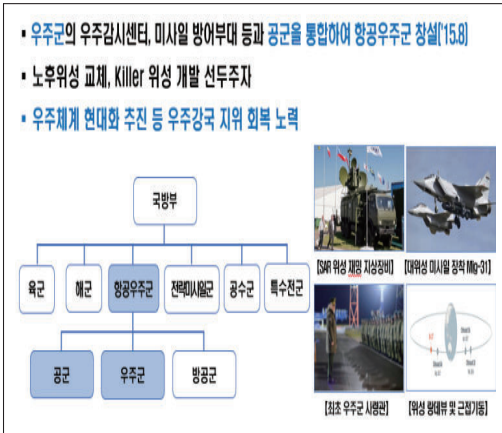 ▪ 우주군의 우주감시센터, 미사일 방어부대 등과 공군을 통합하여 항공우주군 창설['15.8]
▪ 노후위성 교체, Killer 위성 개발 선두주자
▪ 우주체계 현대화 추진 등 우주강국 지위 회복 노력
국방부
육군 해군 항공우주군 전략미사일군 공수군 특수전군
공군 우주군 방공군
[SAR 위성 재밍 지상장비] [대위성 미사일 장착 Mig-31]
[최초 우주군 사령관] [위성 랑데뷰 및 근접기동]